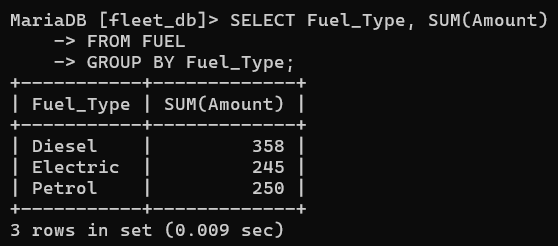 MariaDB [fleet_db]> SELECT Fuel_Type, SUM(Amount)
    -> FROM FUEL
    -> GROUP BY Fuel_Type;
+-----------+-------------+
| Fuel_Type | SUM(Amount) |
+-----------+-------------+
| Diesel    |         358 |
| Electric  |         245 |
| Petrol    |         250 |
+-----------+-------------+
3 rows in set (0.009 sec)